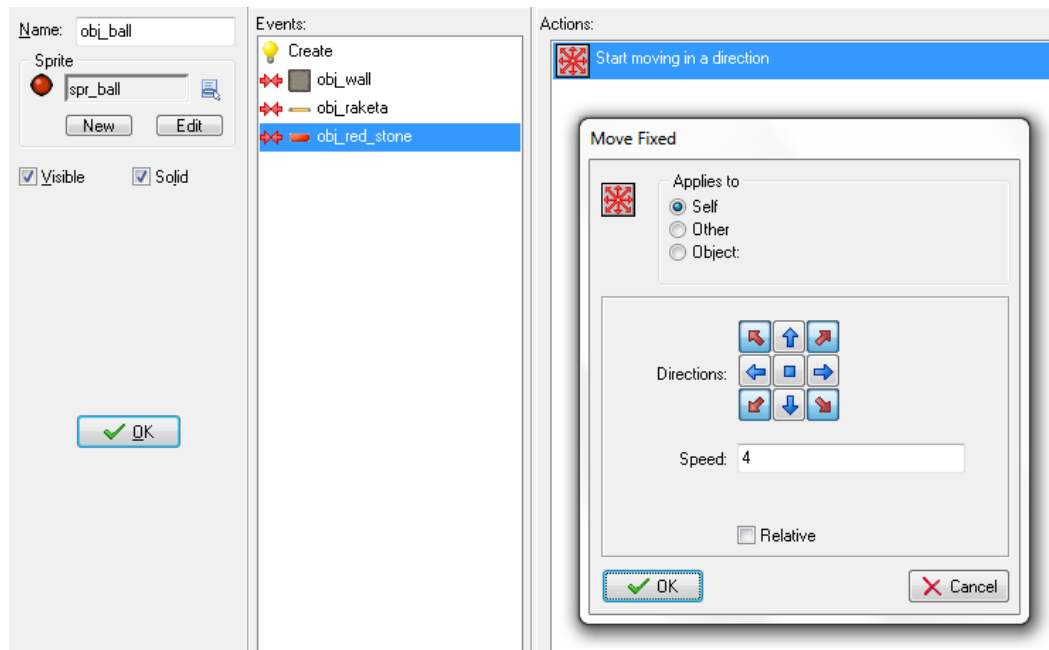 Name: obj_ball
Sprite
spr_ball
New Edit
Visible Solid
OK
Events:
Create
obj_wall
obj_raketa
obj_red_stone
Actions:
Start moving in a direction
Move Fixed
Applies to
Self
Other
Object:
Directions:
Speed: 4
Relative
OK Cancel